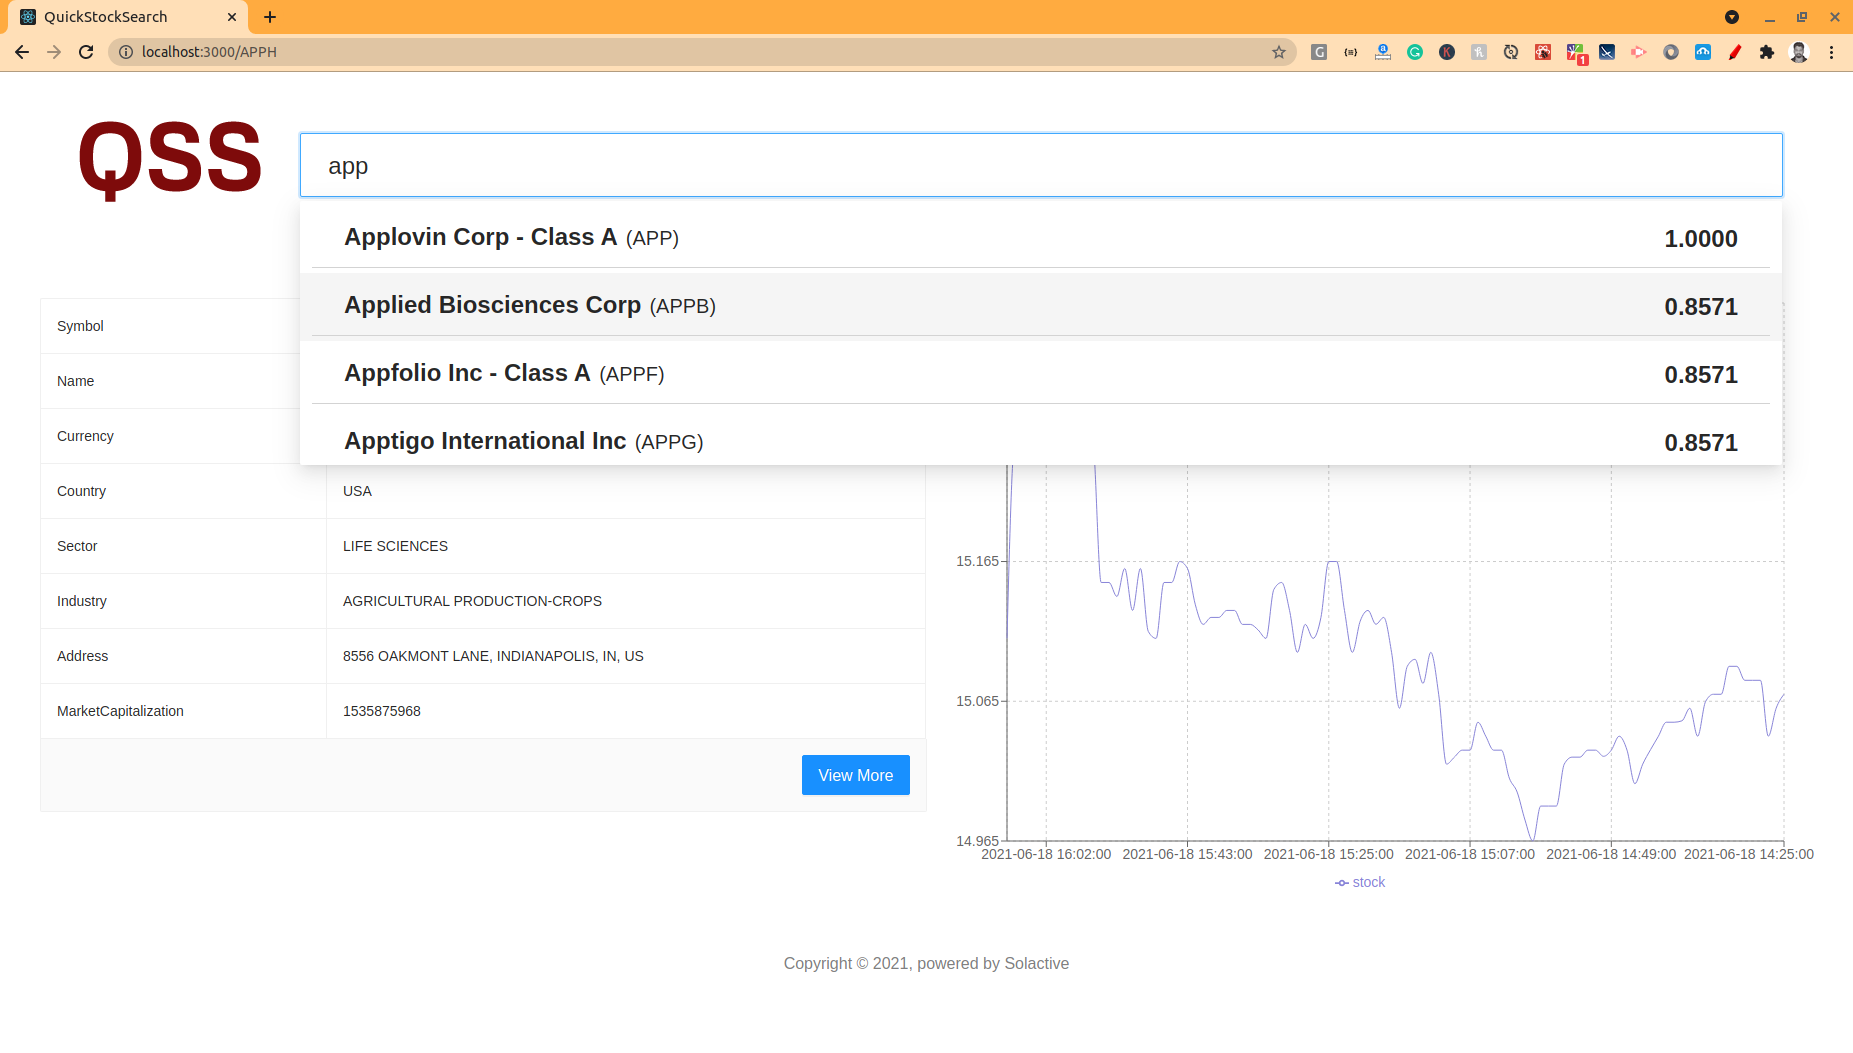 QuickStockSearch
localhost:3000/APPH
1
QSS
app
Applovin Corp - Class A (APP) 1.0000
Applied Biosciences Corp (APPB) 0.8571
Appfolio Inc - Class A (APPF) 0.8571
Apptigo International Inc (APPG) 0.8571
Symbol
Name
Currency
Country USA
Sector LIFE SCIENCES
Industry AGRICULTURAL PRODUCTION-CROPS
Address 8556 OAKMONT LANE, INDIANAPOLIS, IN, US
MarketCapitalization 1535875968
View More
15.165
15.065
14.965
2021-06-18 16:02:00 2021-06-18 15:43:00 2021-06-18 15:25:00 2021-06-18 15:07:00 2021-06-18 14:49:00 2021-06-18 14:25:00
stock
Copyright © 2021, powered by Solactive